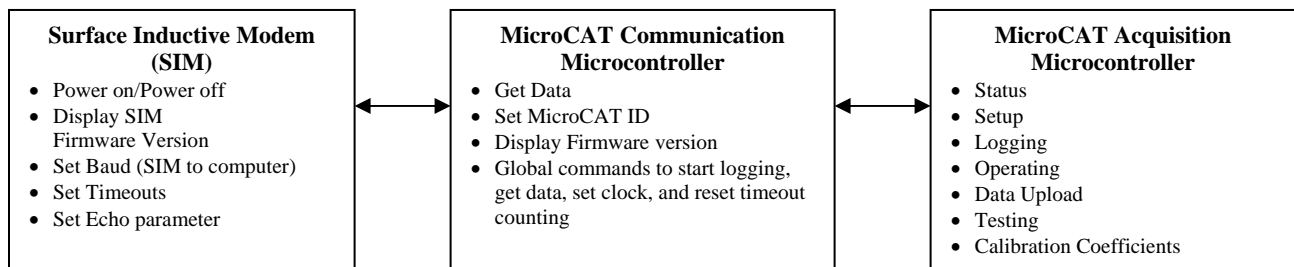 Surface Inductive Modem
(SIM)
• Power on/Power off
• Display SIM
Firmware Version
• Set Baud (SIM to computer)
• Set Timeouts
• Set Echo parameter
MicroCAT Communication
Microcontroller
• Get Data
• Set MicroCAT ID
• Display Firmware version
• Global commands to start logging,
get data, set clock, and reset timeout
counting
MicroCAT Acquisition
Microcontroller
• Status
• Setup
• Logging
• Operating
• Data Upload
• Testing
• Calibration Coefficients